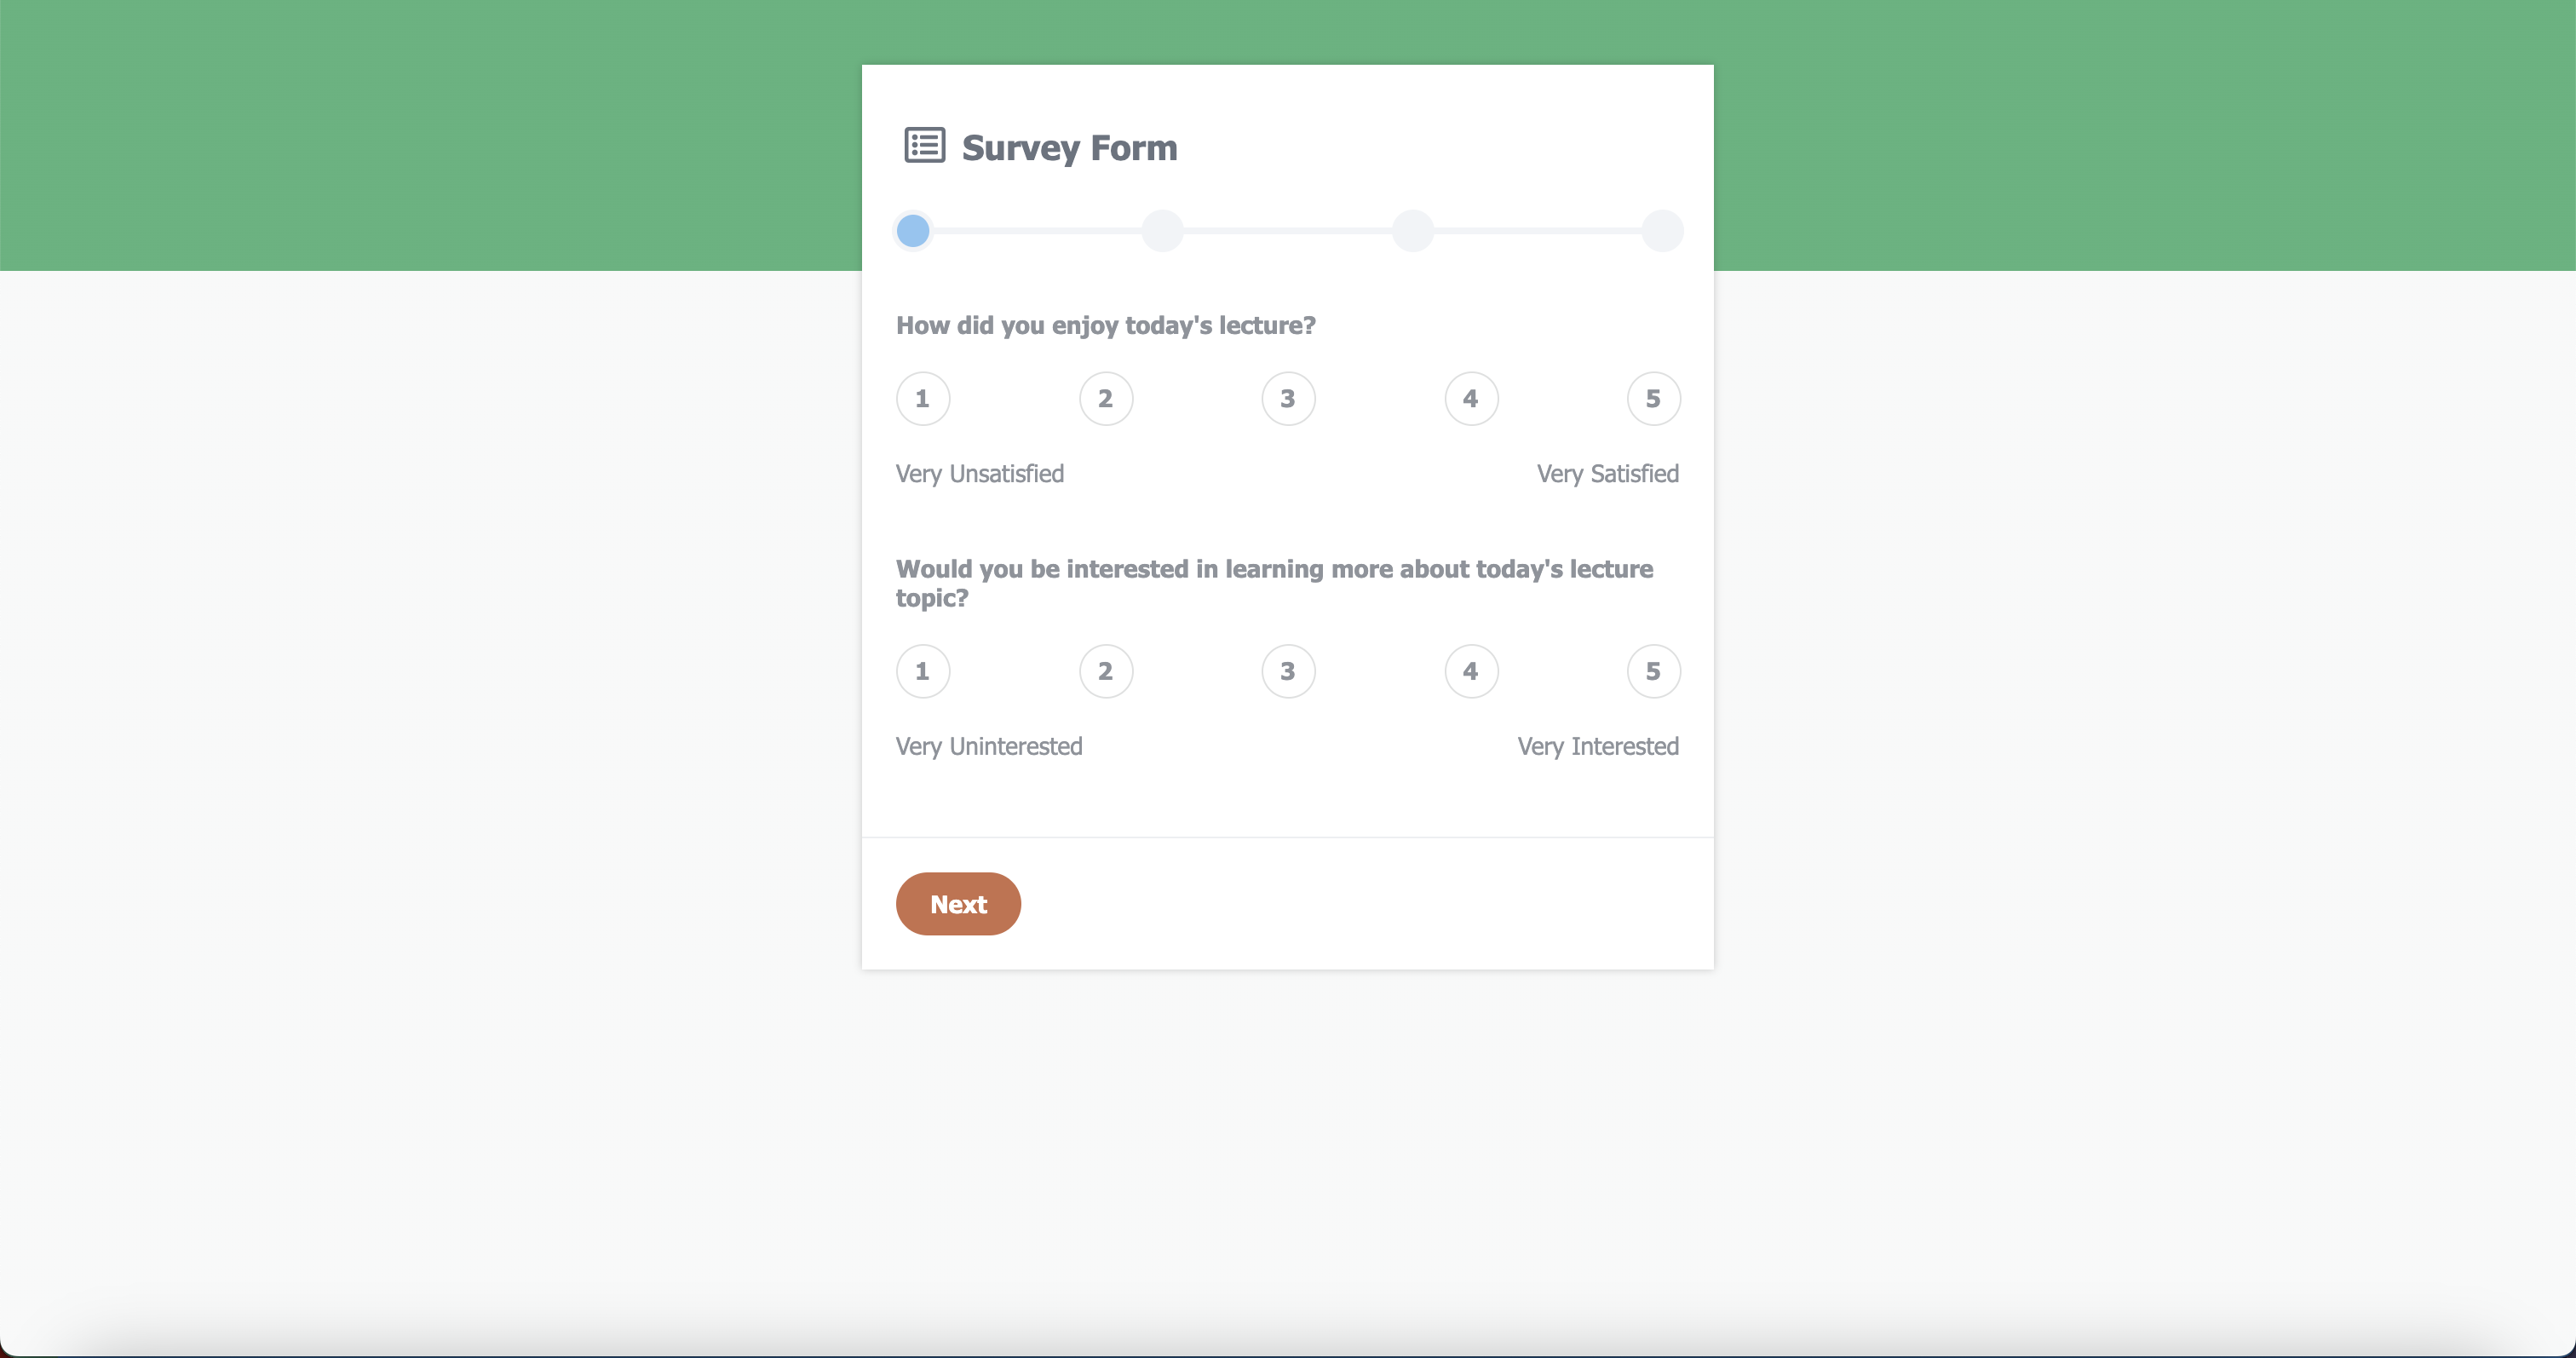 Survey Form
How did you enjoy today's lecture?
1 2 3 4 5
Very Unsatisfied Very Satisfied
Would you be interested in learning more about today's lecture
topic?
1 2 3 4 5
Very Uninterested Very Interested
Next